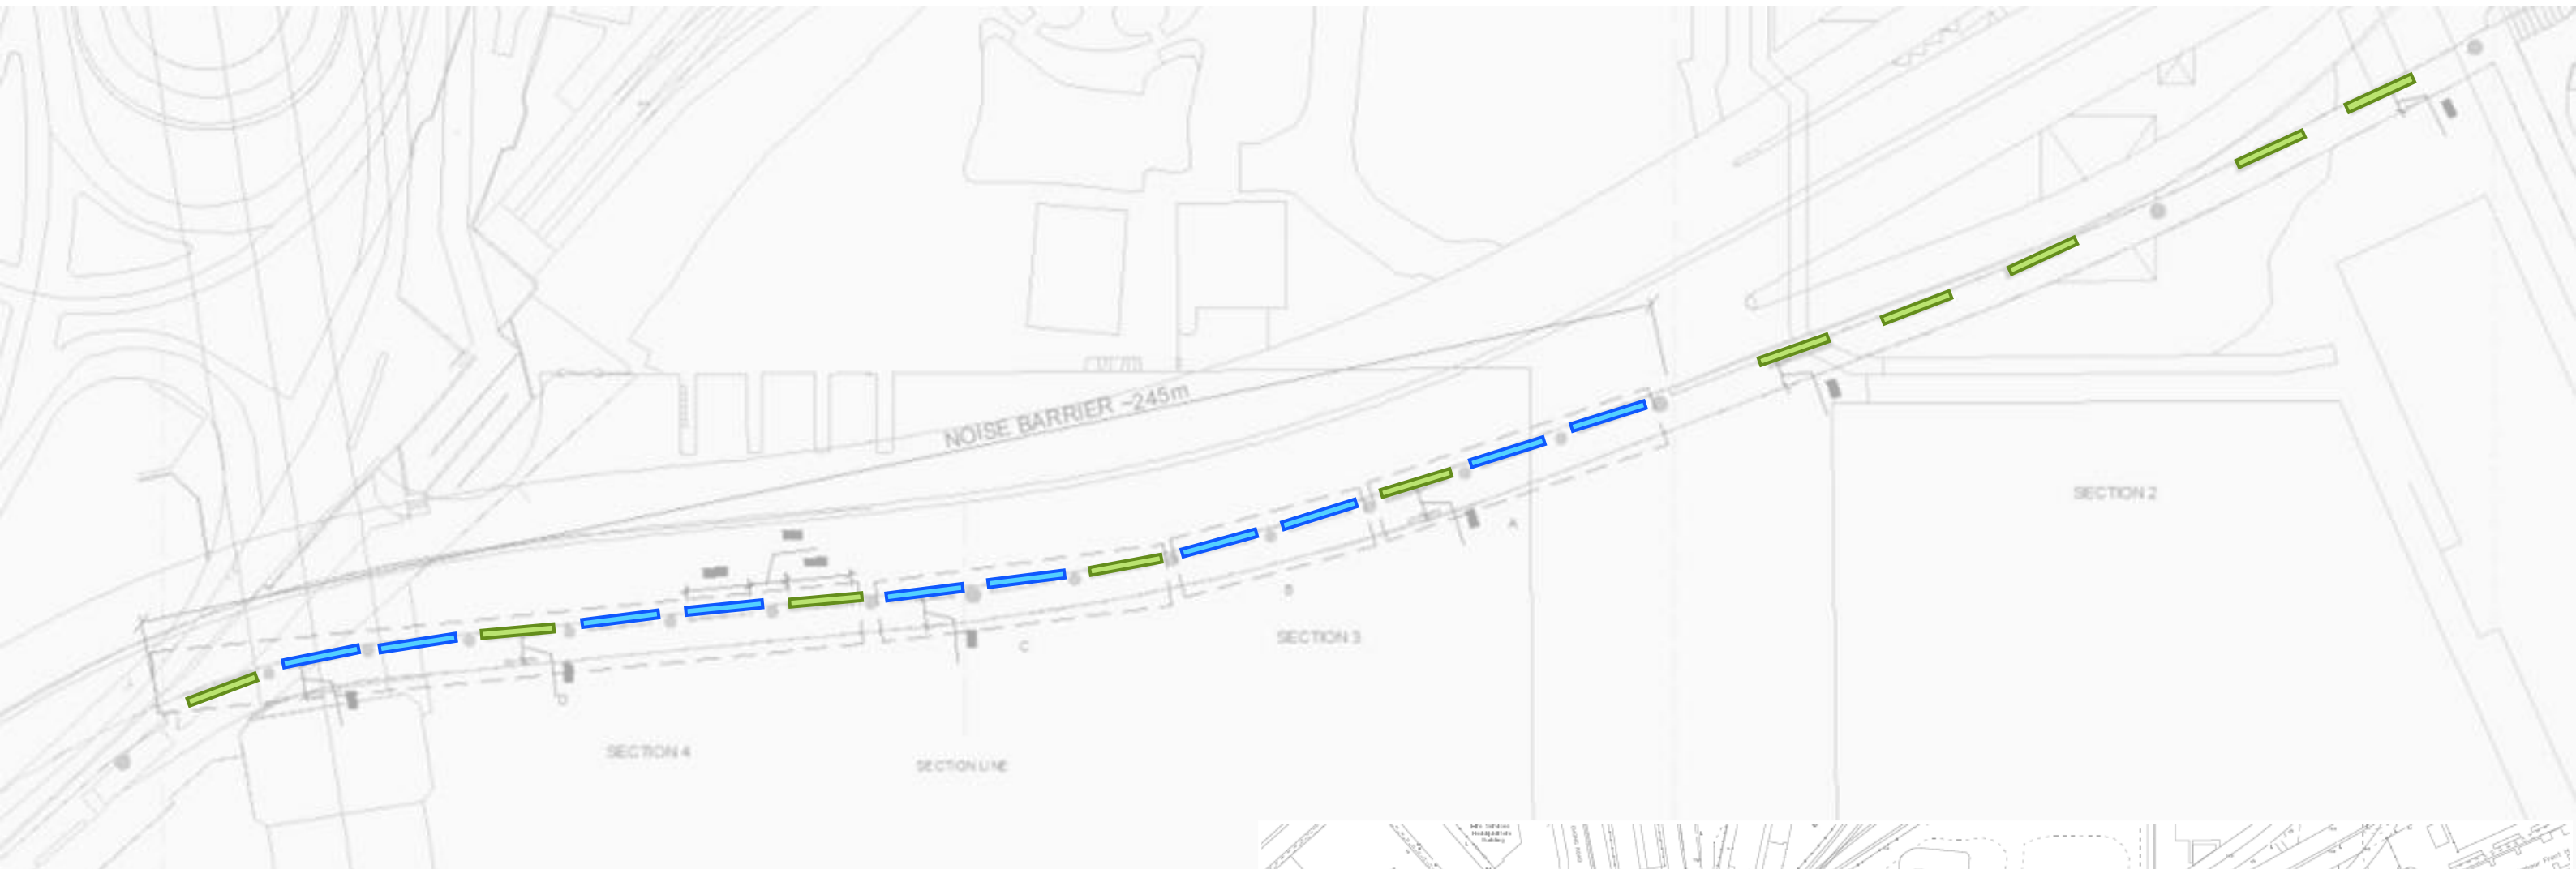 NOISE BARRIER ~245m
SECTION 2
A
B
SECTION 3
C
D
SECTION 4
SECTION LINE